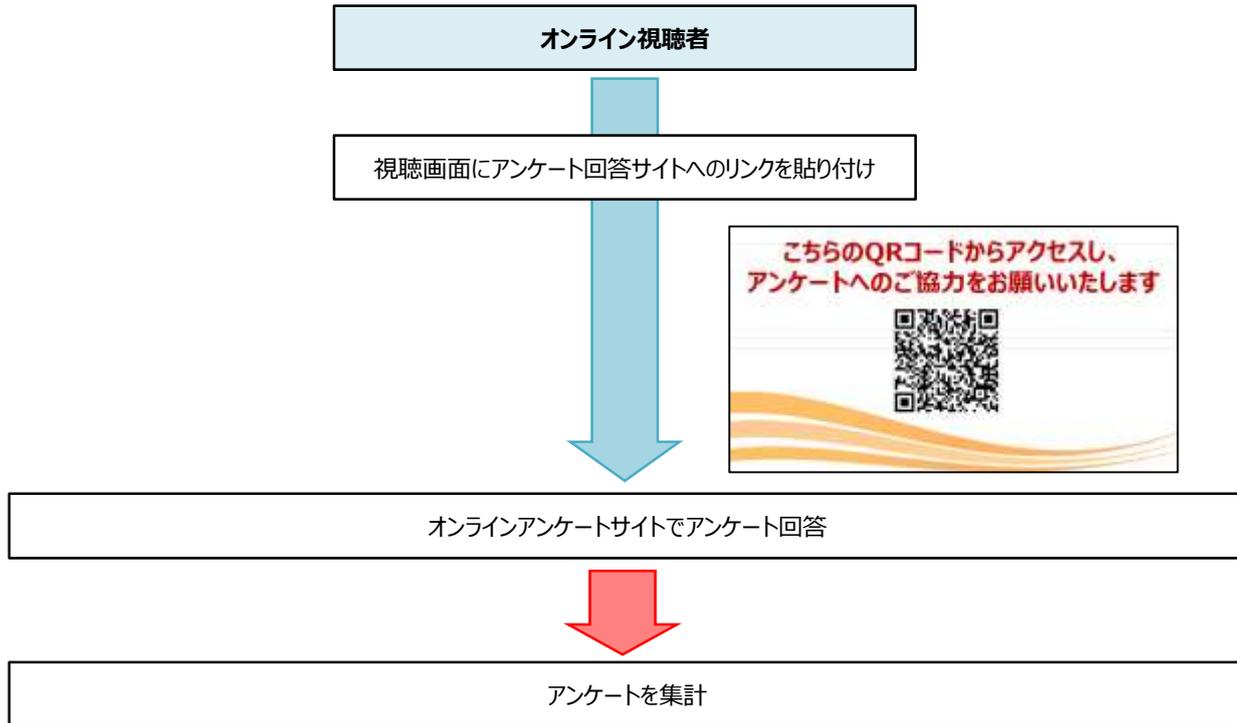 オンライン視聴者
視聴画面にアンケート回答サイトへのリンクを貼り付け
こちらのQRコードからアクセスし、
アンケートへのご協力をお願いいたします
オンラインアンケートサイトでアンケート回答
アンケートを集計